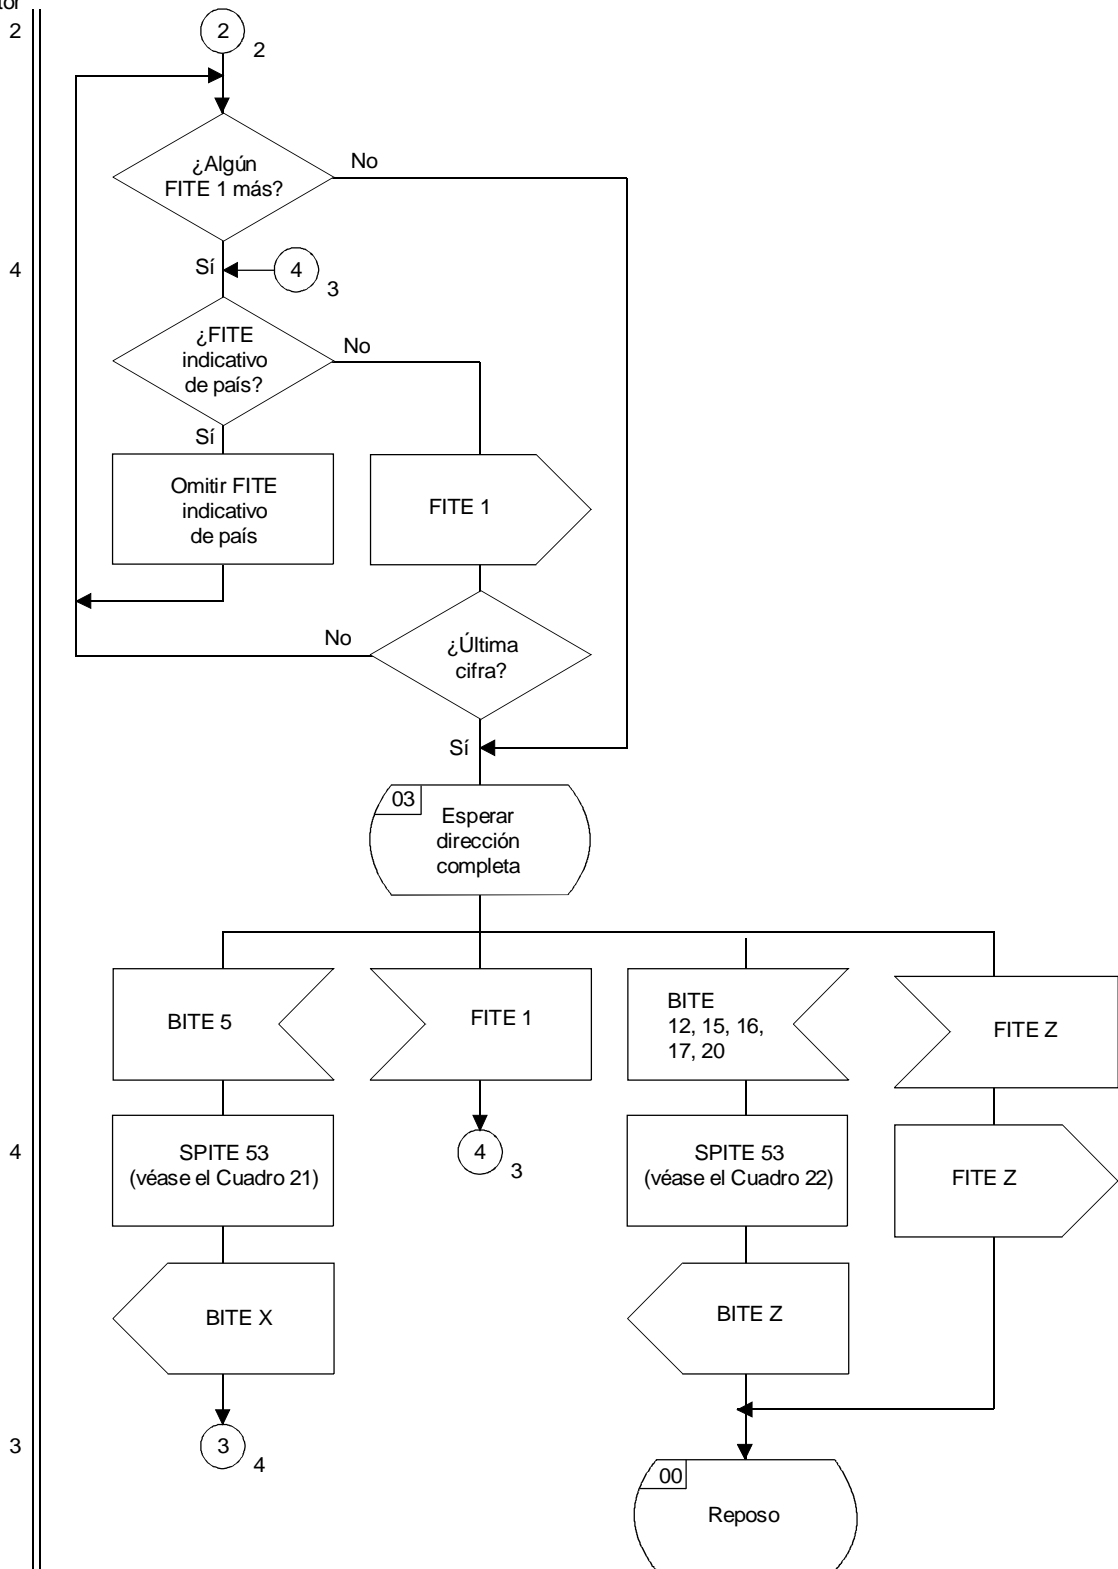 tor
2
2
2
¿Algún
FITE 1 más?
No
4
Sí
4
3
¿FITE
indicativo
de país?
No
Sí
Omitir FITE
indicativo
de país
FITE 1
No
¿Última
cifra?
Sí
03
Esperar
dirección
completa
BITE 5
FITE 1
BITE
12, 15, 16,
17, 20
FITE Z
4
SPITE 53
(véase el Cuadro 21)
4
3
SPITE 53
(véase el Cuadro 22)
FITE Z
BITE X
BITE Z
3
3
4
00
Reposo